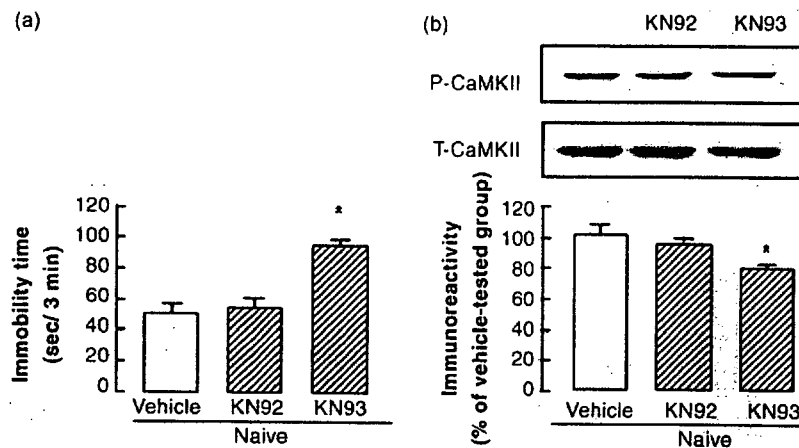 (a)
Immobility time
(sec/ 3 min)
120
100
80
60
40
20
0
Vehicle KN92 KN93
Naive
*
(b)
KN92 KN93
P-CaMKII
T-CaMKII
Immunoreactivity
(% of vehicle-tested group)
120
100
80
60
40
20
0
Vehicle KN92 KN93
Naive
*